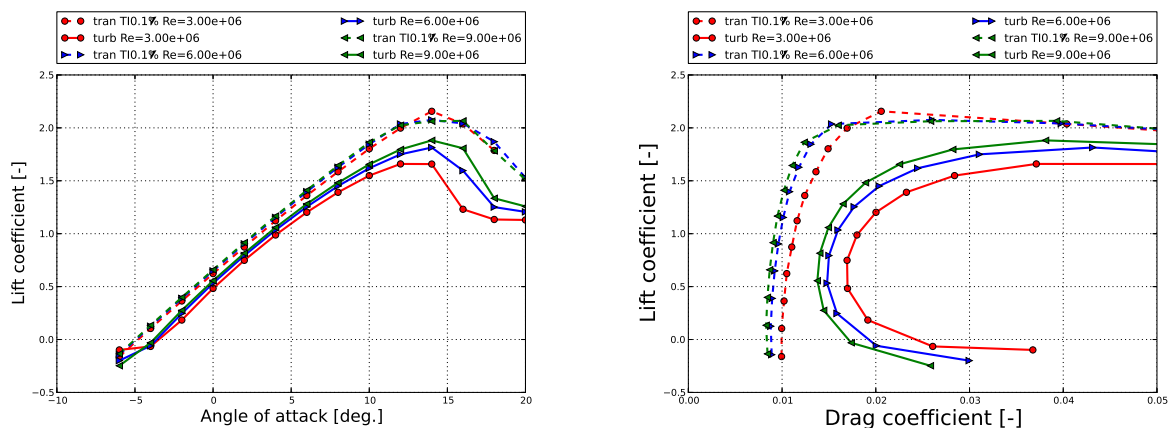 tran TI0.1% Re=3.00e+06 turb Re=6.00e+06
turb Re=3.00e+06 tran TI0.1% Re=9.00e+06
tran TI0.1% Re=6.00e+06 turb Re=9.00e+06
2.5
2.0
1.5
1.0
0.5
0.0
−0.5
−10 −5 0 5 10 15 20
Lift coefficient [-]
Angle of attack [deg.]
tran TI0.1% Re=3.00e+06 turb Re=6.00e+06
turb Re=3.00e+06 tran TI0.1% Re=9.00e+06
tran TI0.1% Re=6.00e+06 turb Re=9.00e+06
2.5
2.0
1.5
1.0
0.5
0.0
−0.5
0.00 0.01 0.02 0.03 0.04 0.05
Lift coefficient [-]
Drag coefficient [-]